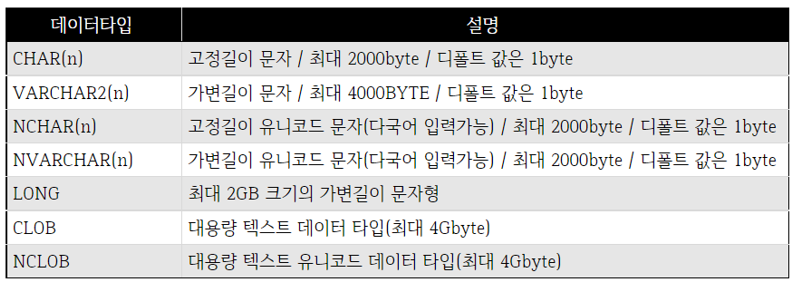 데이터타입 설명
CHAR(n) 고정길이 문자 / 최대 2000byte / 디폴트 값은 1byte
VARCHAR2(n) 가변길이 문자 / 최대 4000BYTE / 디폴트 값은 1byte
NCHAR(n) 고정길이 유니코드 문자(다국어 입력가능) / 최대 2000byte / 디폴트 값은 1byte
NVARCHAR(n) 가변길이 유니코드 문자(다국어 입력가능) / 최대 2000byte / 디폴트 값은 1byte
LONG 최대 2GB 크기의 가변길이 문자형
CLOB 대용량 텍스트 데이터 타입(최대 4Gbyte)
NCLOB 대용량 텍스트 유니코드 데이터 타입(최대 4Gbyte)